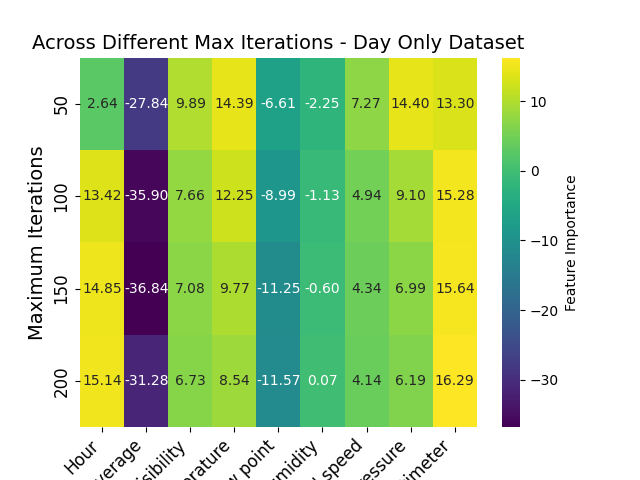 Across Different Max Iterations - Day Only Dataset
Maximum Iterations
50 2.64 -27.84 9.89 14.39 -6.61 -2.25 7.27 14.40 13.30
100 13.42 -35.90 7.66 12.25 -8.99 -1.13 4.94 9.10 15.28
150 14.85 -36.84 7.08 9.77 -11.25 -0.60 4.34 6.99 15.64
200 15.14 -31.28 6.73 8.54 -11.57 0.07 4.14 6.19 16.29
Hour
verage
sibility
rature
point
midity
speed
essure
imeter
10
0
−10
−20
−30
Feature Importance